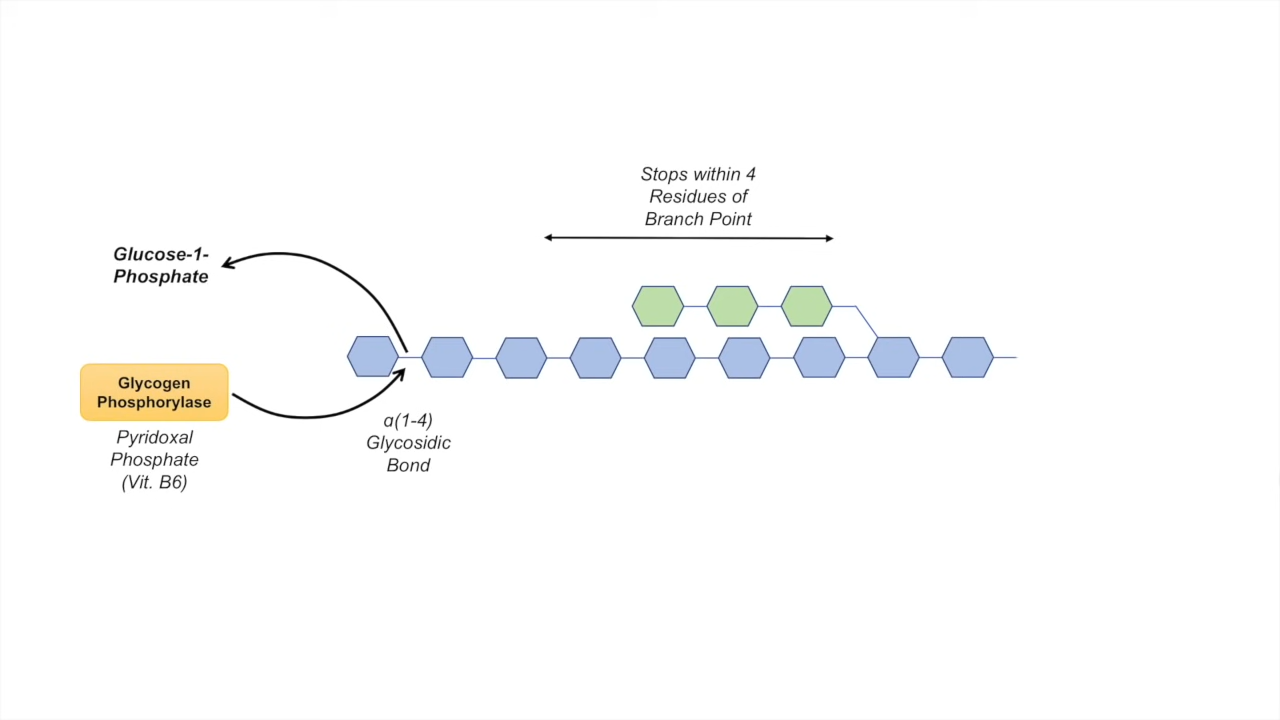 Stops within 4
Residues of
Branch Point
Glucose-1-
Phosphate
Glycogen
Phosphorylase
Pyridoxal
Phosphate
(Vit. B6)
α(1-4)
Glycosidic
Bond